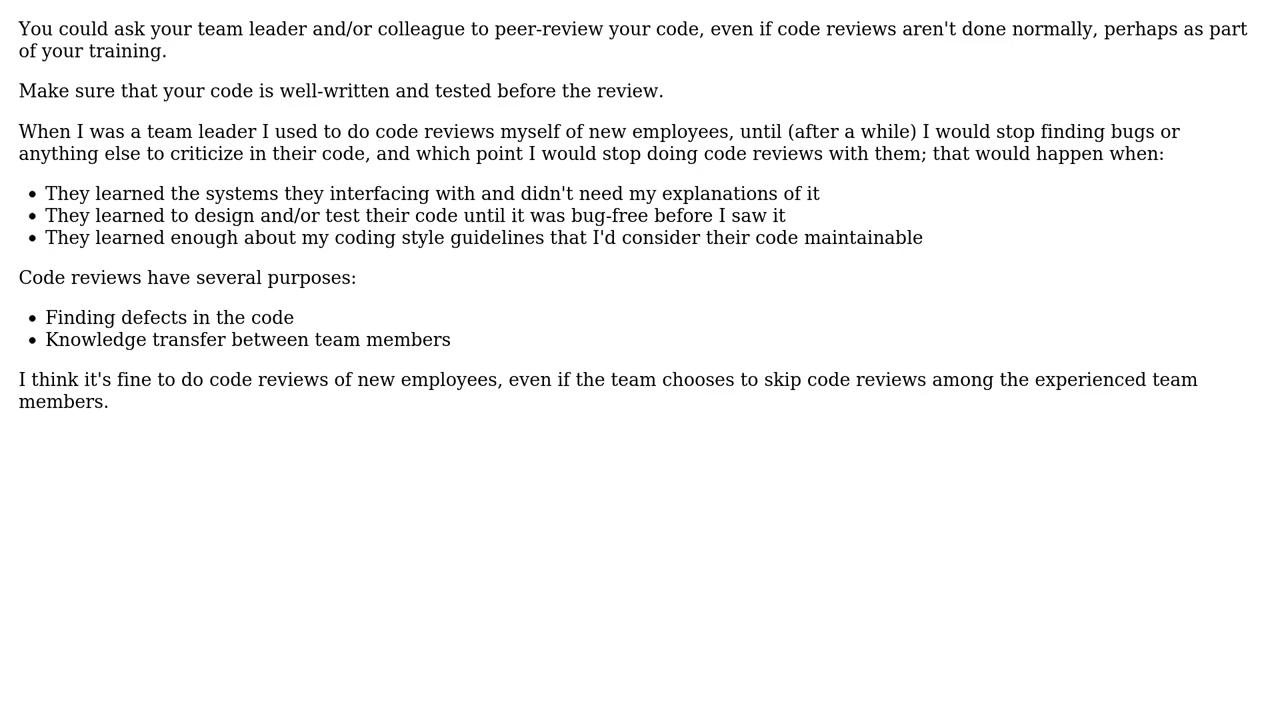 You could ask your team leader and/or colleague to peer-review your code, even if code reviews aren't done normally, perhaps as part
of your training.
Make sure that your code is well-written and tested before the review.
When I was a team leader I used to do code reviews myself of new employees, until (after a while) I would stop finding bugs or
anything else to criticize in their code, and which point I would stop doing code reviews with them; that would happen when:
• They learned the systems they interfacing with and didn't need my explanations of it
• They learned to design and/or test their code until it was bug-free before I saw it
• They learned enough about my coding style guidelines that I'd consider their code maintainable
Code reviews have several purposes:
• Finding defects in the code
• Knowledge transfer between team members
I think it's fine to do code reviews of new employees, even if the team chooses to skip code reviews among the experienced team
members.